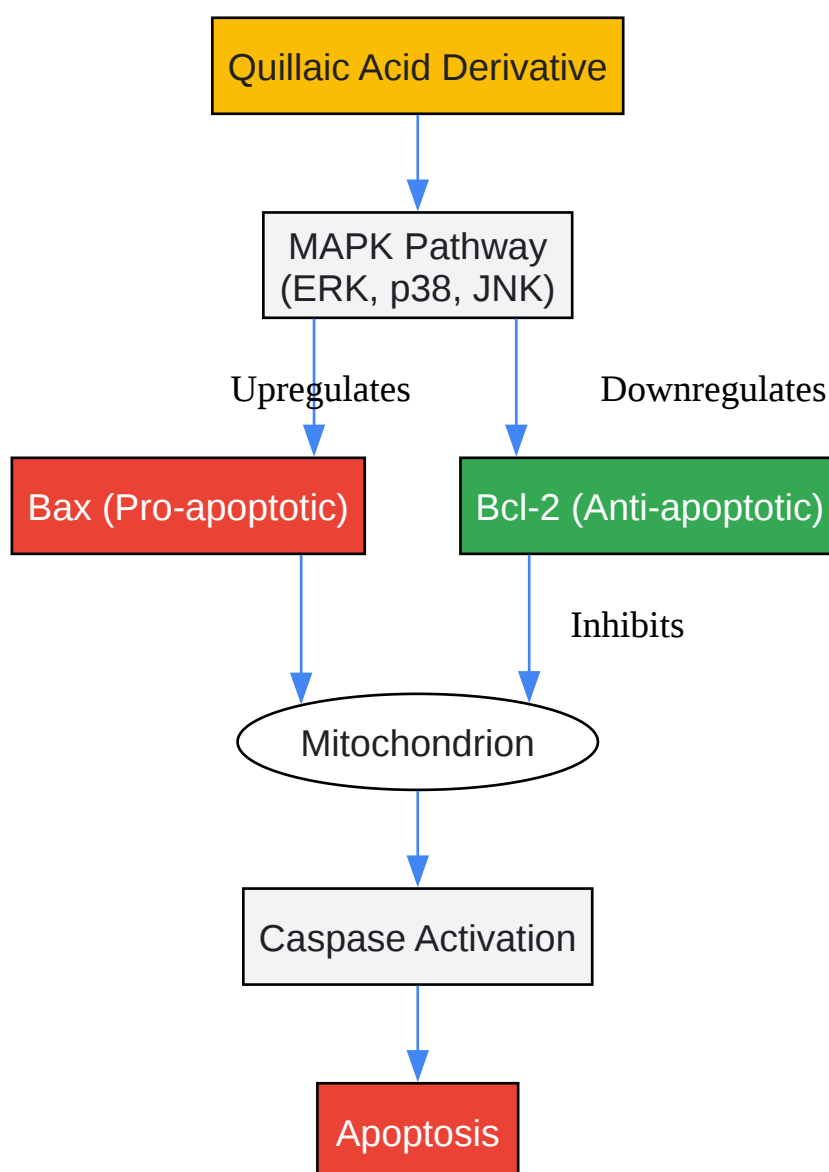 Quillaic Acid Derivative
MAPK Pathway
(ERK, p38, JNK)
Upregulates
Downregulates
Bax (Pro-apoptotic)
Bcl-2 (Anti-apoptotic)
Inhibits
Mitochondrion
Caspase Activation
Apoptosis